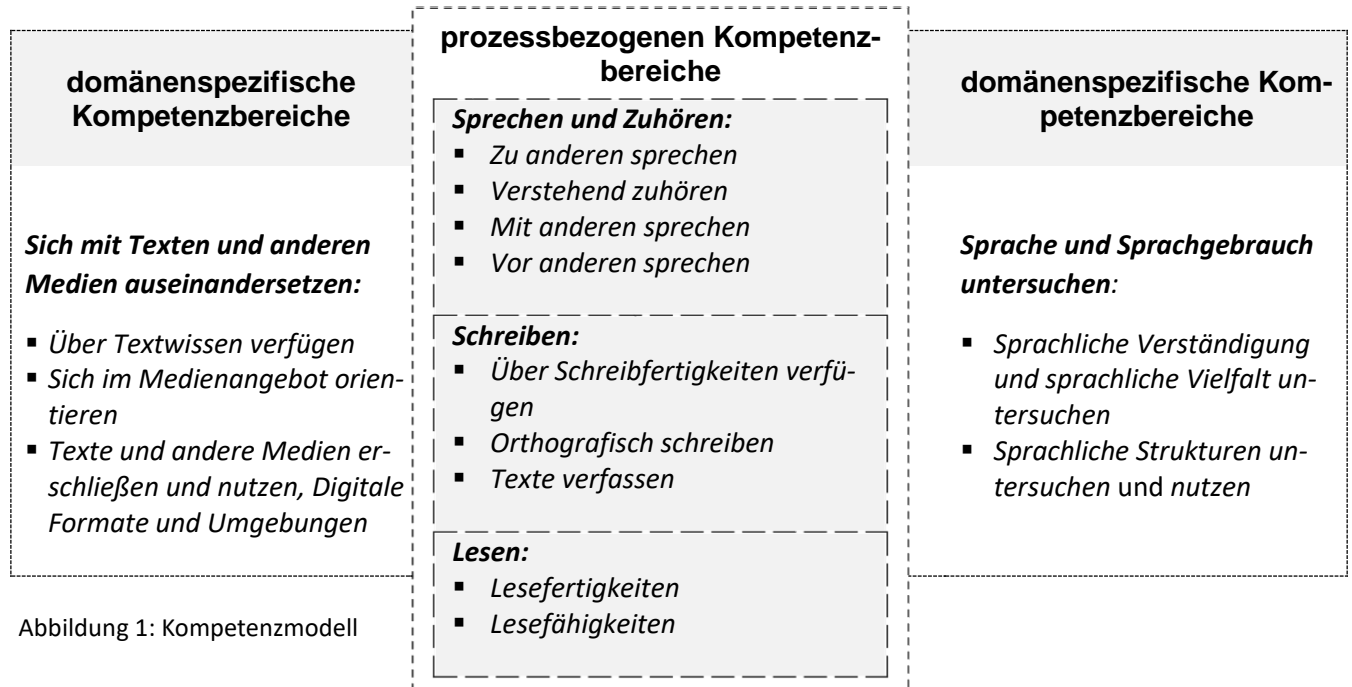 domänenspezifische
Kompetenzbereiche
Sich mit Texten und anderen
Medien auseinandersetzen:
▪ Über Textwissen verfügen
▪ Sich im Medienangebot orien-
tieren
▪ Texte und andere Medien er-
schließen und nutzen, Digitale
Formate und Umgebungen
prozessbezogenen Kompetenz-
bereiche
Sprechen und Zuhören:
▪ Zu anderen sprechen
▪ Verstehend zuhören
▪ Mit anderen sprechen
▪ Vor anderen sprechen
Schreiben:
▪ Über Schreibfertigkeiten verfü-
gen
▪ Orthografisch schreiben
▪ Texte verfassen
Lesen:
▪ Lesefertigkeiten
▪ Lesefähigkeiten
domänenspezifische Kom-
petenzbereiche
Sprache und Sprachgebrauch
untersuchen:
▪ Sprachliche Verständigung
und sprachliche Vielfalt un-
tersuchen
▪ Sprachliche Strukturen un-
tersuchen und nutzen
Abbildung 1: Kompetenzmodell